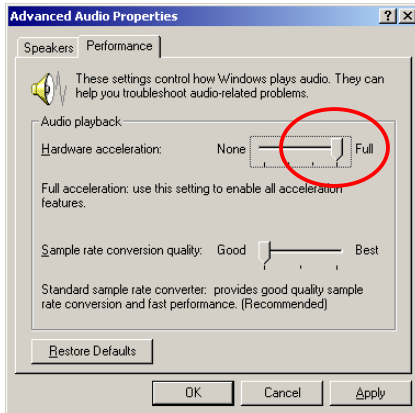 Advanced Audio Properties
Speakers Performance
These settings control how Windows plays audio. They can
help you troubleshoot audio-related problems.
Audio playback
Hardware acceleration: None Full
Full acceleration: use this setting to enable all acceleration
features.
Sample rate conversion quality: Good Best
Standard sample rate converter: provides good quality sample
rate conversion and fast performance. (Recommended)
Restore Defaults
OK Cancel Apply